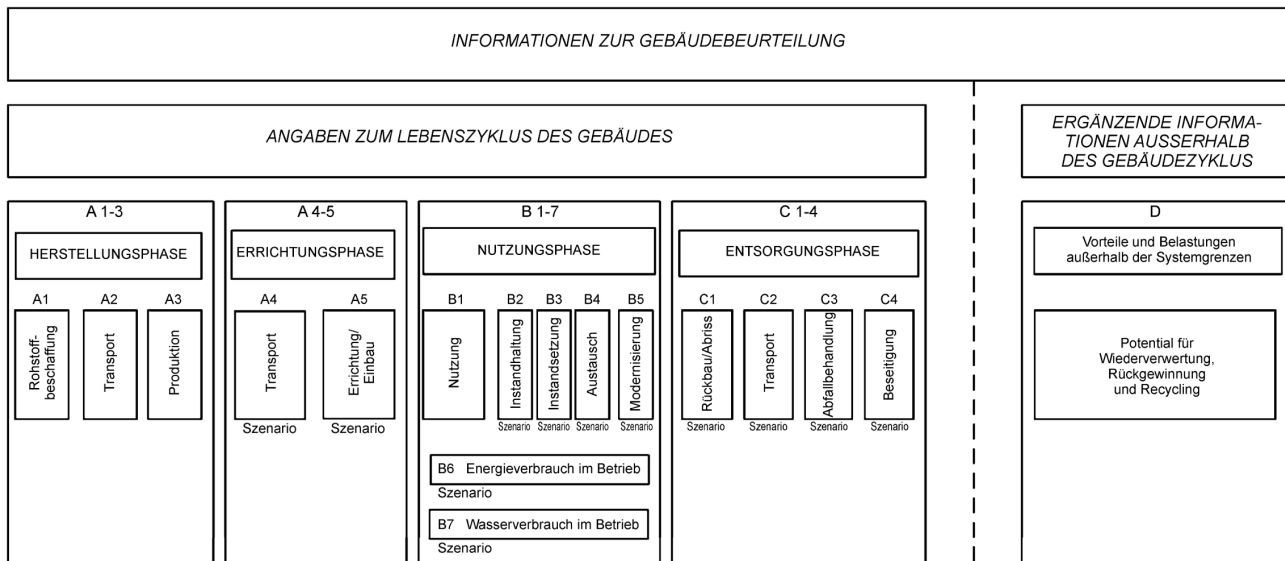 INFORMATIONEN ZUR GEBÄUDEBEURTEILUNG
ANGABEN ZUM LEBENSZYKLUS DES GEBÄUDES
ERGÄNZENDE INFORMA-
TIONEN AUSSERHALB
DES GEBÄUDEZYKLUS
A 1-3
HERSTELLUNGSPHASE
A1
A2
A3
Rohstoff-
beschaffung
Transport
Produktion
A 4-5
ERRICHTUNGSPHASE
A4
A5
Transport
Errichtung/
Einbau
Szenario
Szenario
B 1-7
NUTZUNGSPHASE
B1
B2
B3
B4
B5
Nutzung
Instandhaltung
Instandsetzung
Austausch
Modernisierung
Szenario
Szenario
Szenario
Szenario
B6 Energieverbrauch im Betrieb
Szenario
B7 Wasserverbrauch im Betrieb
Szenario
C 1-4
ENTSORGUNGSPHASE
C1
C2
C3
C4
Rückbau/Abriss
Transport
Abfallbehandlung
Beseitigung
Szenario
Szenario
Szenario
Szenario
D
Vorteile und Belastungen
außerhalb der Systemgrenzen
Potential für
Wiederverwertung,
Rückgewinnung
und Recycling